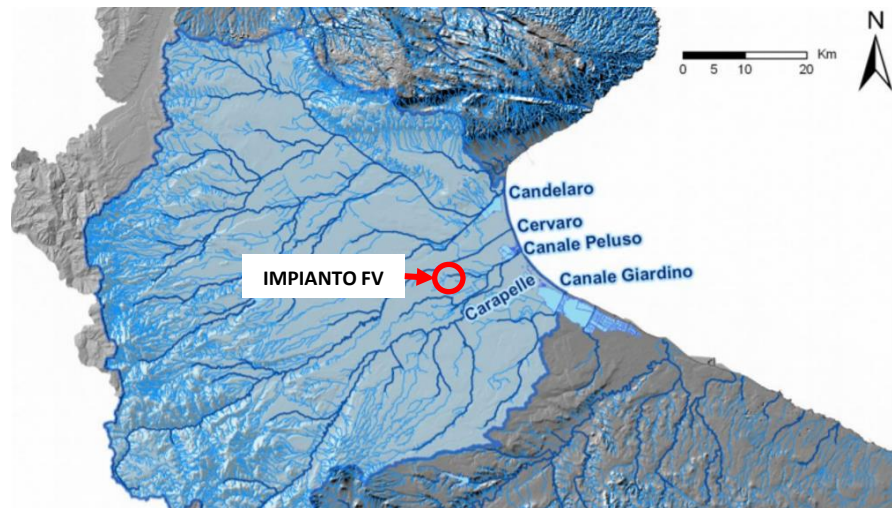 N
Km
0 5 10 20
Candelaro
Cervaro
Canale Peluso
IMPIANTO FV
Canale Giardino
Carapelle